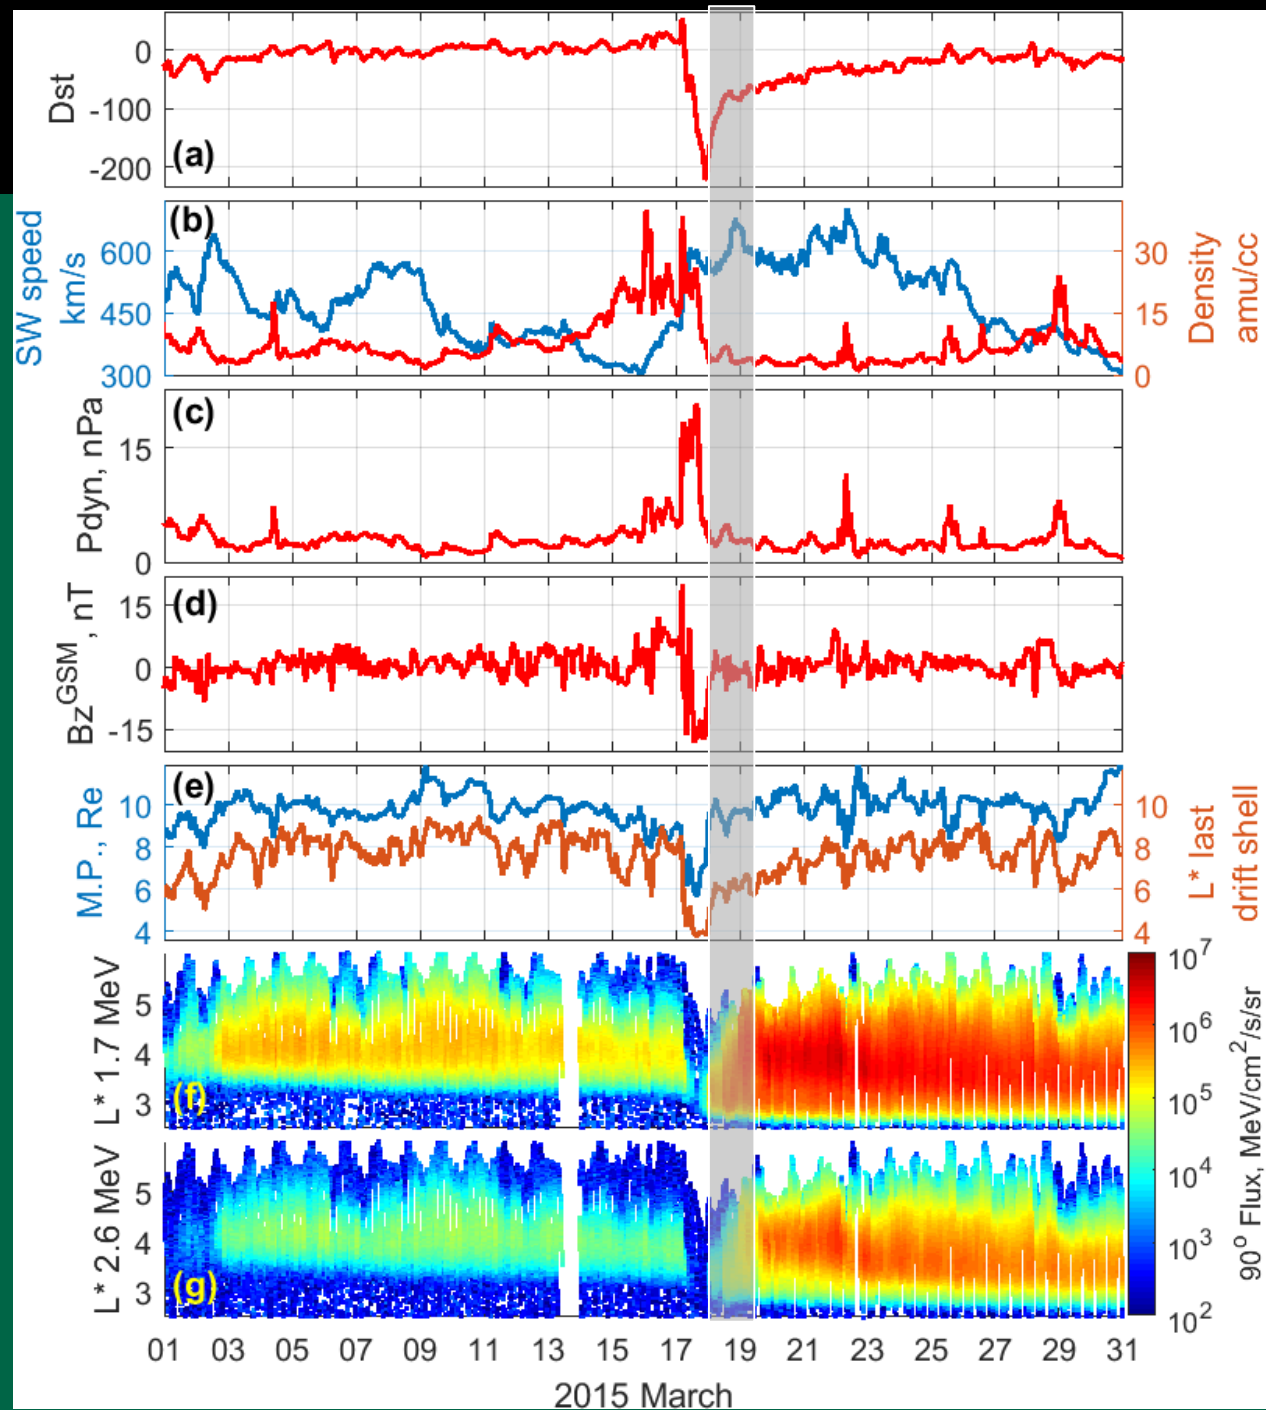 Dst
0
-100
-200
(a)
SW speed
km/s
600
450
300
(b)
30
15
0
Density
amu/cc
Pdyn, nPa
15
0
(c)
Bz^GSM, nT
15
0
-15
(d)
M.P., Re
10
8
6
4
(e)
10
8
6
4
L* last
drift shell
L* 1.7 MeV
5
4
3
(f)
L* 2.6 MeV
5
4
3
(g)
10^7
10^6
10^5
10^4
10^3
10^2
90° Flux, MeV/cm²/s/sr
01 03 05 07 09 11 13 15 17 19 21 23 25 27 29 31
2015 March